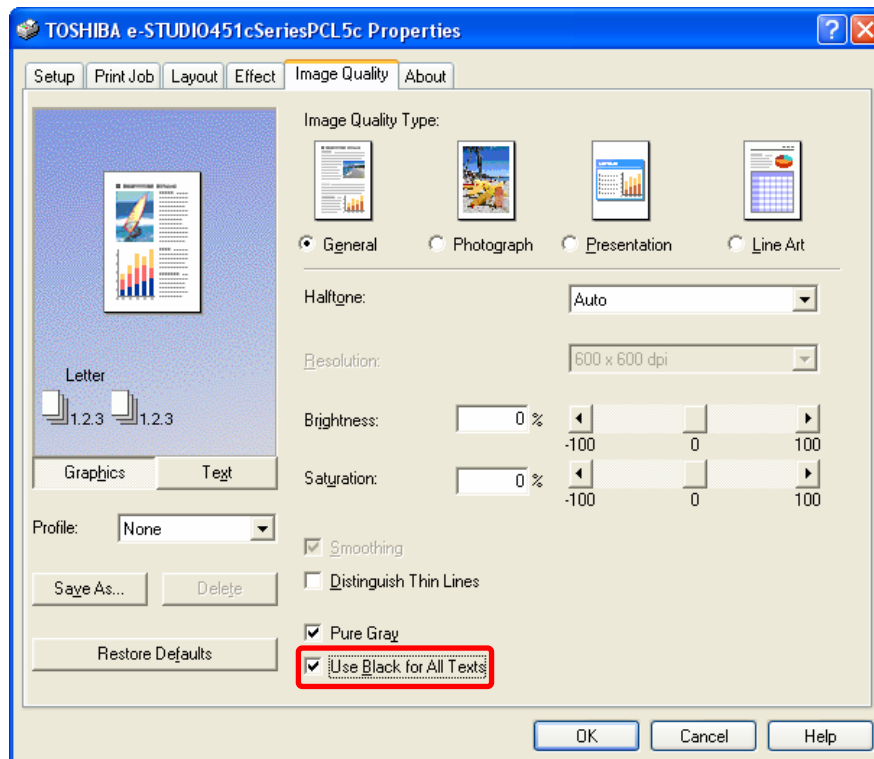 TOSHIBA e-STUDIO451cSeriesPCL5c Properties
Setup Print Job Layout Effect Image Quality About
Image Quality Type:
General Photograph Presentation Line Art
Halftone: Auto
Resolution: 600 x 600 dpi
Letter
1.2.3 1.2.3
Brightness: 0 % -100 0 100
Graphics Text
Saturation: 0 % -100 0 100
Profile: None
Smoothing
Save As... Delete
Distinguish Thin Lines
Pure Gray
Restore Defaults
Use Black for All Texts
OK Cancel Help